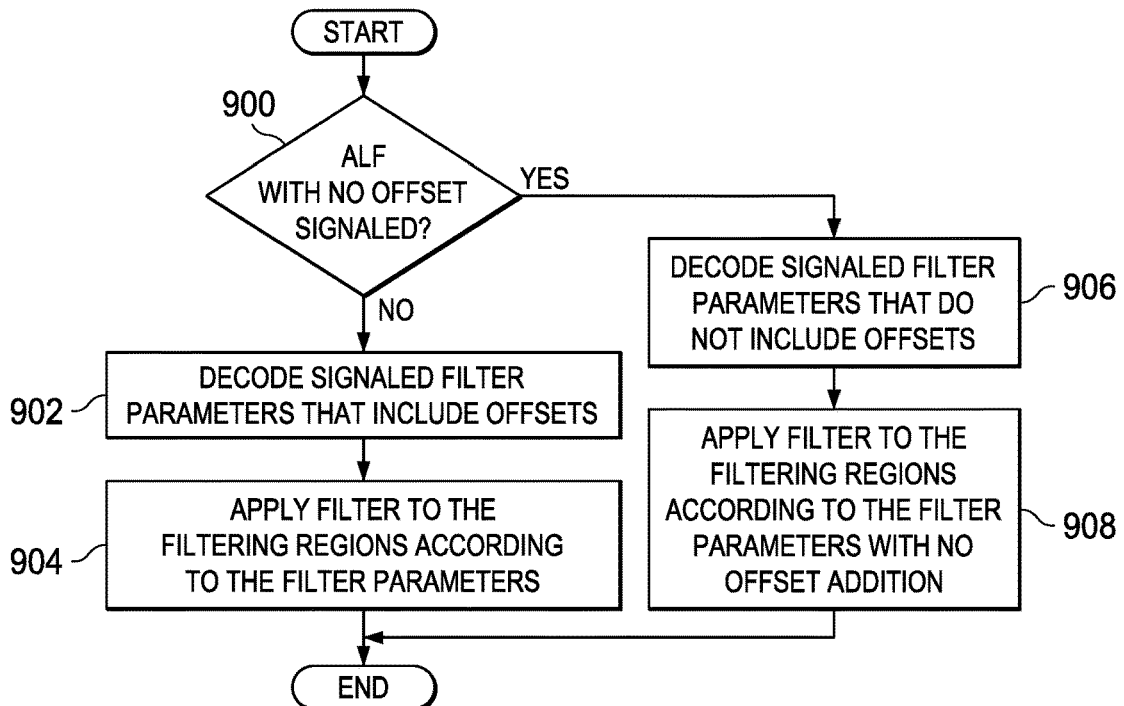 START
900
ALF
WITH NO OFFSET
SIGNALED?
YES
NO
DECODE SIGNALED FILTER
PARAMETERS THAT INCLUDE OFFSETS
902
APPLY FILTER TO THE
FILTERING REGIONS ACCORDING
TO THE FILTER PARAMETERS
904
DECODE SIGNALED FILTER
PARAMETERS THAT DO
NOT INCLUDE OFFSETS
906
APPLY FILTER TO THE
FILTERING REGIONS
ACCORDING TO THE FILTER
PARAMETERS WITH NO
OFFSET ADDITION
908
END